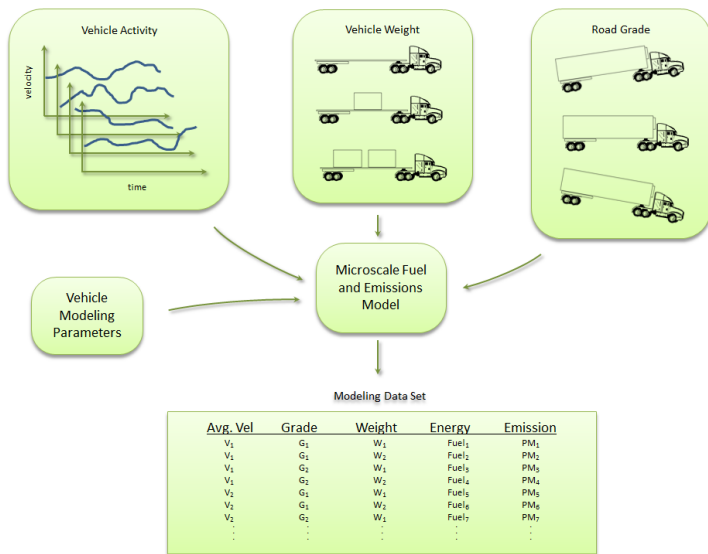 Vehicle Activity
velocity
time
Vehicle Weight
Road Grade
Vehicle
Modeling
Parameters
Microscale Fuel
and Emissions
Model
Modeling Data Set
Avg. Vel Grade Weight Energy Emission
V₁ G₁ W₁ Fuel₁ PM₁
V₁ G₁ W₂ Fuel₂ PM₂
V₁ G₂ W₁ Fuel₃ PM₃
V₁ G₂ W₂ Fuel₄ PM₄
V₂ G₁ W₁ Fuel₅ PM₅
V₂ G₁ W₂ Fuel₆ PM₆
V₂ G₂ W₁ Fuel₇ PM₇